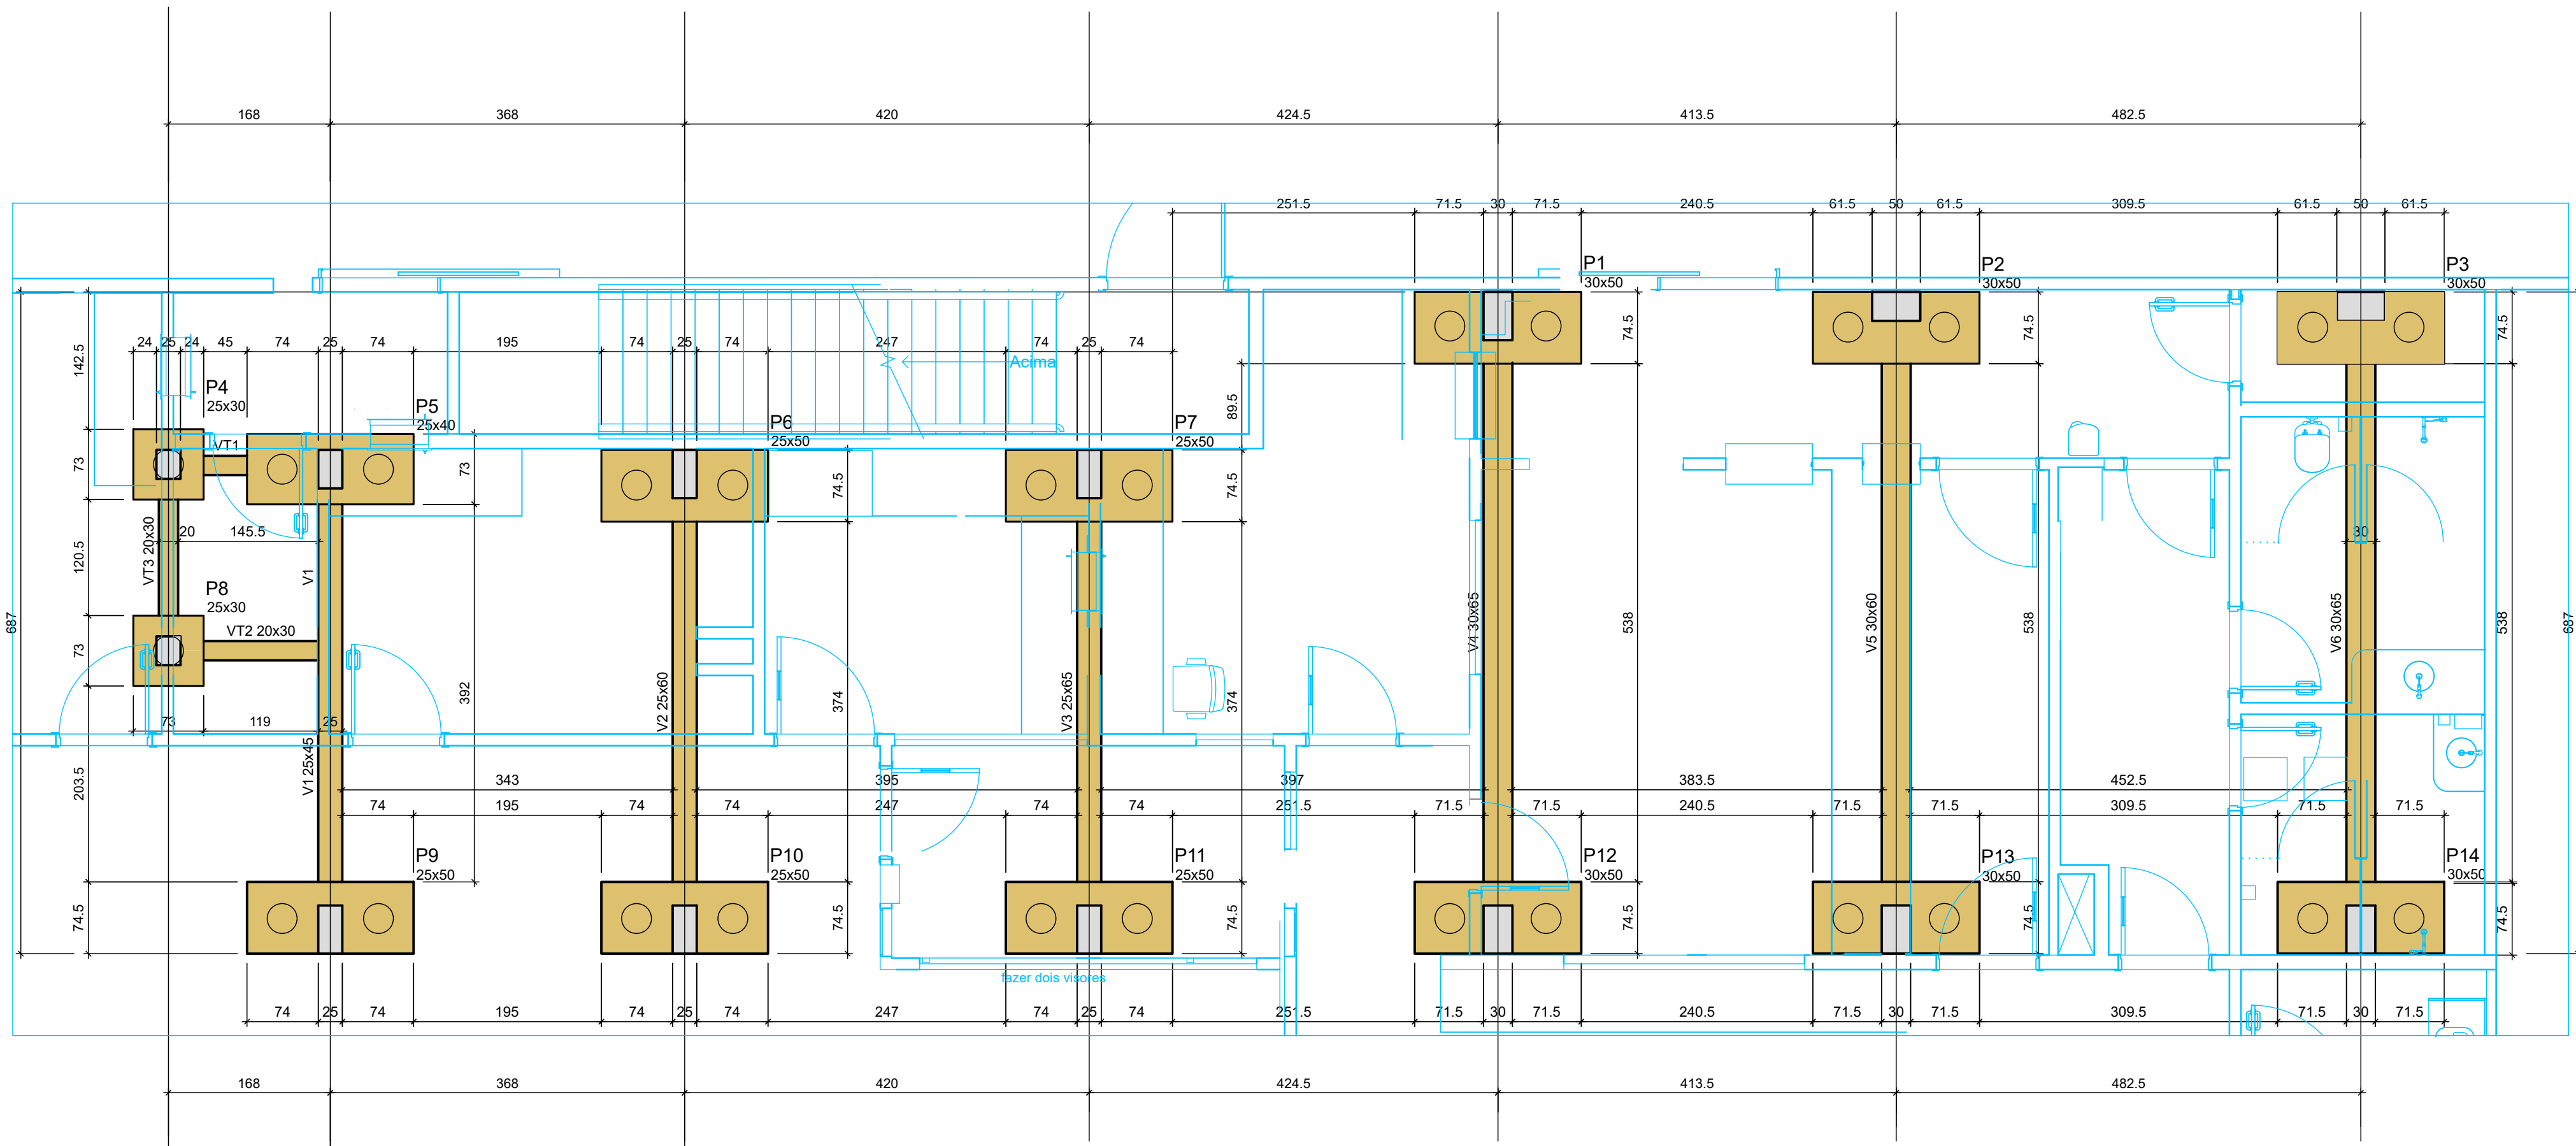 168 368 420 424.5 413.5 482.5
251.5 71.5 30 71.5 240.5 61.5 50 61.5 309.5 61.5 50 61.5
P1
30x50
P2
30x50
P3
30x50
142.5
74.5
74.5
74.5
24 25 24 45 74 25 74 195 74 25 74 247 74 25 74
Acima
P4
25x30
P5
25x40
P6
25x50
P7
25x50
89.5
VT1
73
73
74.5
74.5
20 145.5
30
VT3 20x30
120.5
V1
P8
25x30
687
VT2 20x30
73
392
V2 25x60
374
V3 25x65
374
V4 30x65
538
V5 30x60
538
V6 30x65
538
687
73 119 25
203.5
V1 25x45
343 395 397 383.5 452.5
74 195 74 74 247 74 74 251.5 71.5 71.5 240.5 71.5 71.5 309.5 71.5 71.5
P9
25x50
P10
25x50
P11
25x50
P12
30x50
P13
30x50
P14
30x50
74.5
74.5
74.5
74.5
74.5
74.5
fazer dois visores
74 25 74 195 74 25 74 247 74 25 74 251.5 71.5 30 71.5 240.5 71.5 30 71.5 309.5 71.5 30 71.5
168 368 420 424.5 413.5 482.5